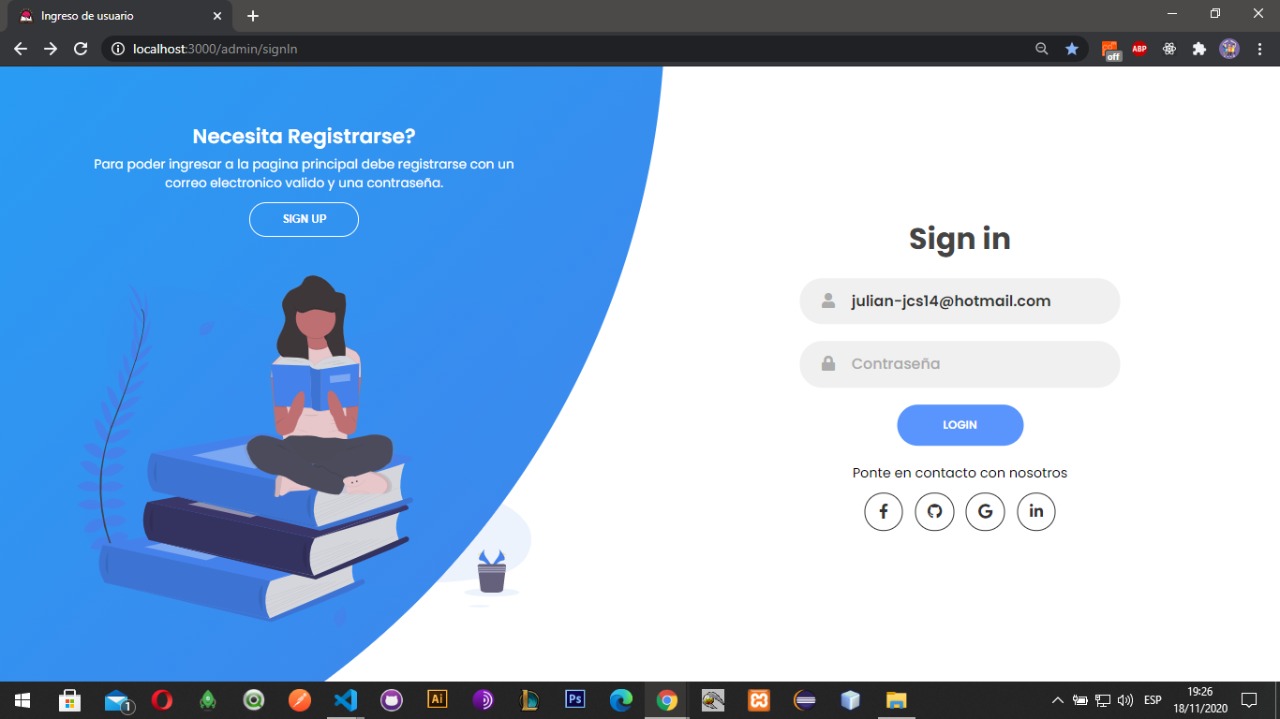 Ingreso de usuario
localhost:3000/admin/signIn
off
ABP
Necesita Registrarse?
Para poder ingresar a la pagina principal debe registrarse con un
correo electronico valido y una contraseña.
SIGN UP
Sign in
julian-jcs14@hotmail.com
Contraseña
LOGIN
Ponte en contacto con nosotros
f
G
in
1
Ai
Ps
ESP
19:26
18/11/2020